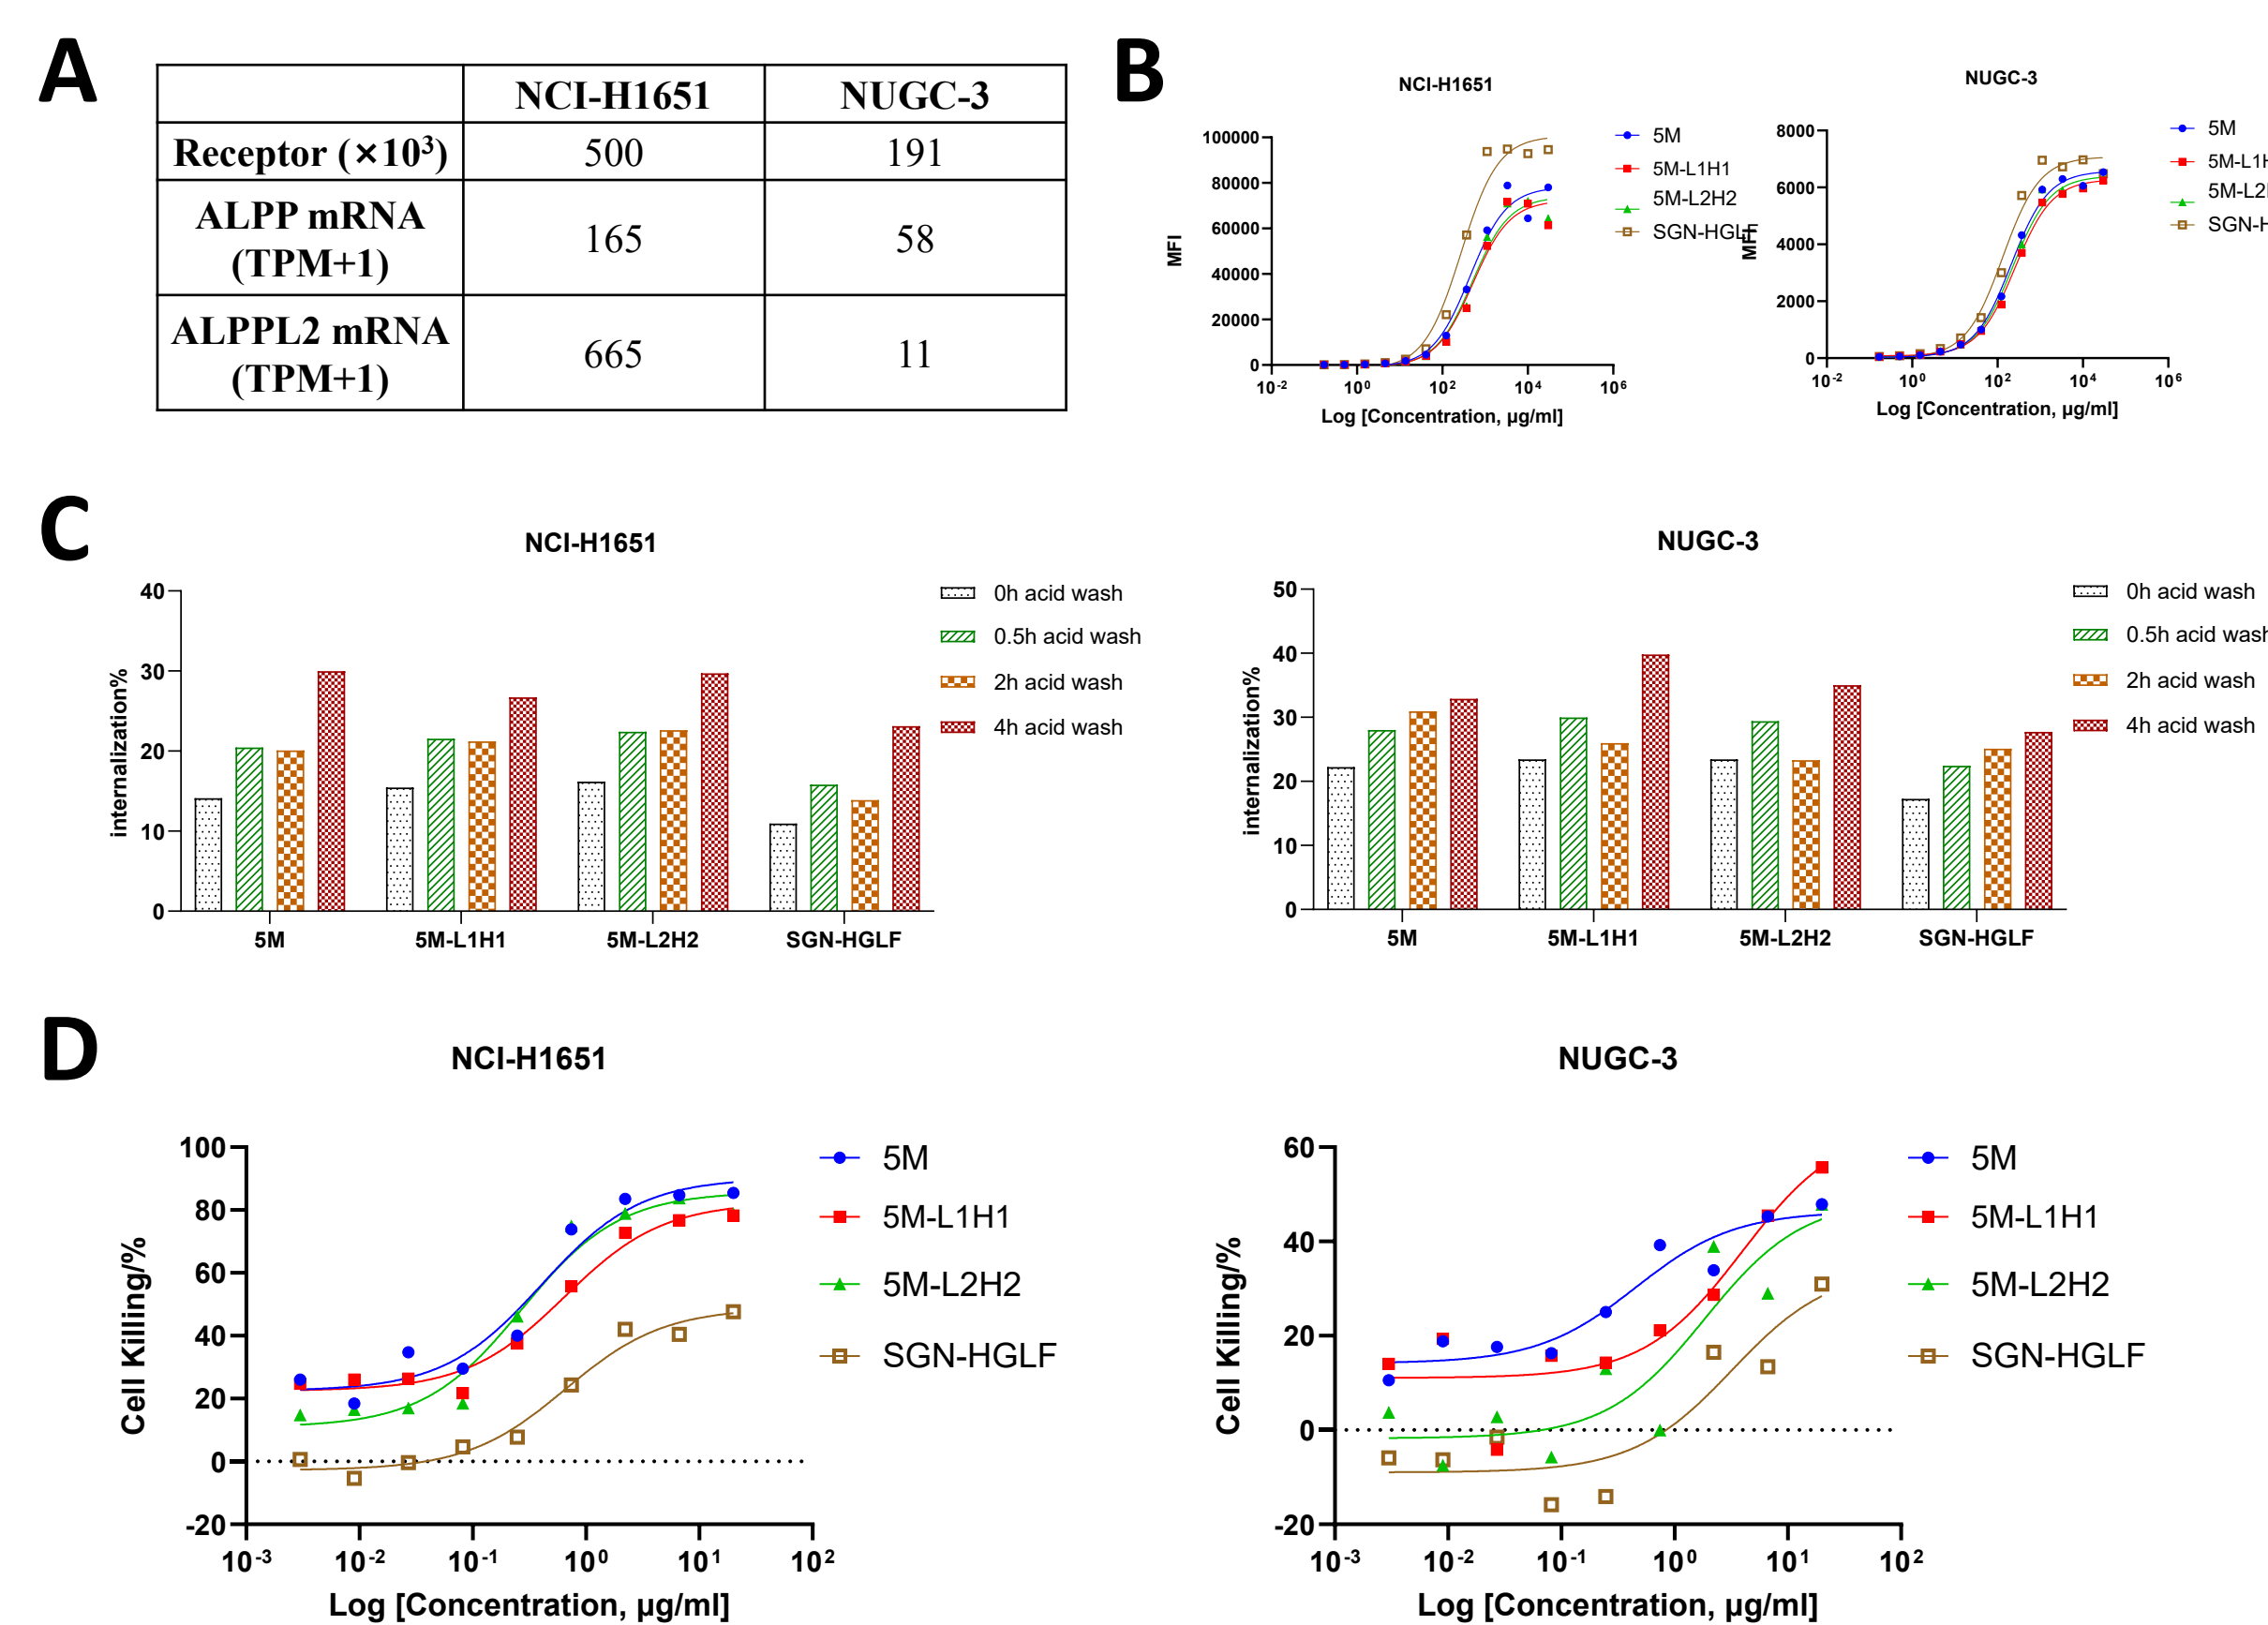 A
NCI-H1651 NUGC-3
Receptor (×10³) 500 191
ALPP mRNA
(TPM+1) 165 58
ALPPL2 mRNA
(TPM+1) 665 11
B
NCI-H1651
MFI
100000
80000
60000
40000
20000
0
10⁻² 10⁰ 10² 10⁴ 10⁶
Log [Concentration, µg/ml]
5M
5M-L1H1
5M-L2H2
SGN-HGLF
NUGC-3
MFI
8000
6000
4000
2000
0
10⁻² 10⁰ 10² 10⁴ 10⁶
Log [Concentration, µg/ml]
5M
5M-L1H
5M-L2
SGN-H
C
NCI-H1651
internalization%
40
30
20
10
0
5M 5M-L1H1 5M-L2H2 SGN-HGLF
0h acid wash
0.5h acid wash
2h acid wash
4h acid wash
NUGC-3
internalization%
50
40
30
20
10
0
5M 5M-L1H1 5M-L2H2 SGN-HGLF
0h acid wash
0.5h acid wash
2h acid wash
4h acid wash
D
NCI-H1651
Cell Killing/%
100
80
60
40
20
0
-20
10⁻³ 10⁻² 10⁻¹ 10⁰ 10¹ 10²
Log [Concentration, µg/ml]
5M
5M-L1H1
5M-L2H2
SGN-HGLF
NUGC-3
Cell Killing/%
60
40
20
0
-20
10⁻³ 10⁻² 10⁻¹ 10⁰ 10¹ 10²
Log [Concentration, µg/ml]
5M
5M-L1H1
5M-L2H2
SGN-HGLF